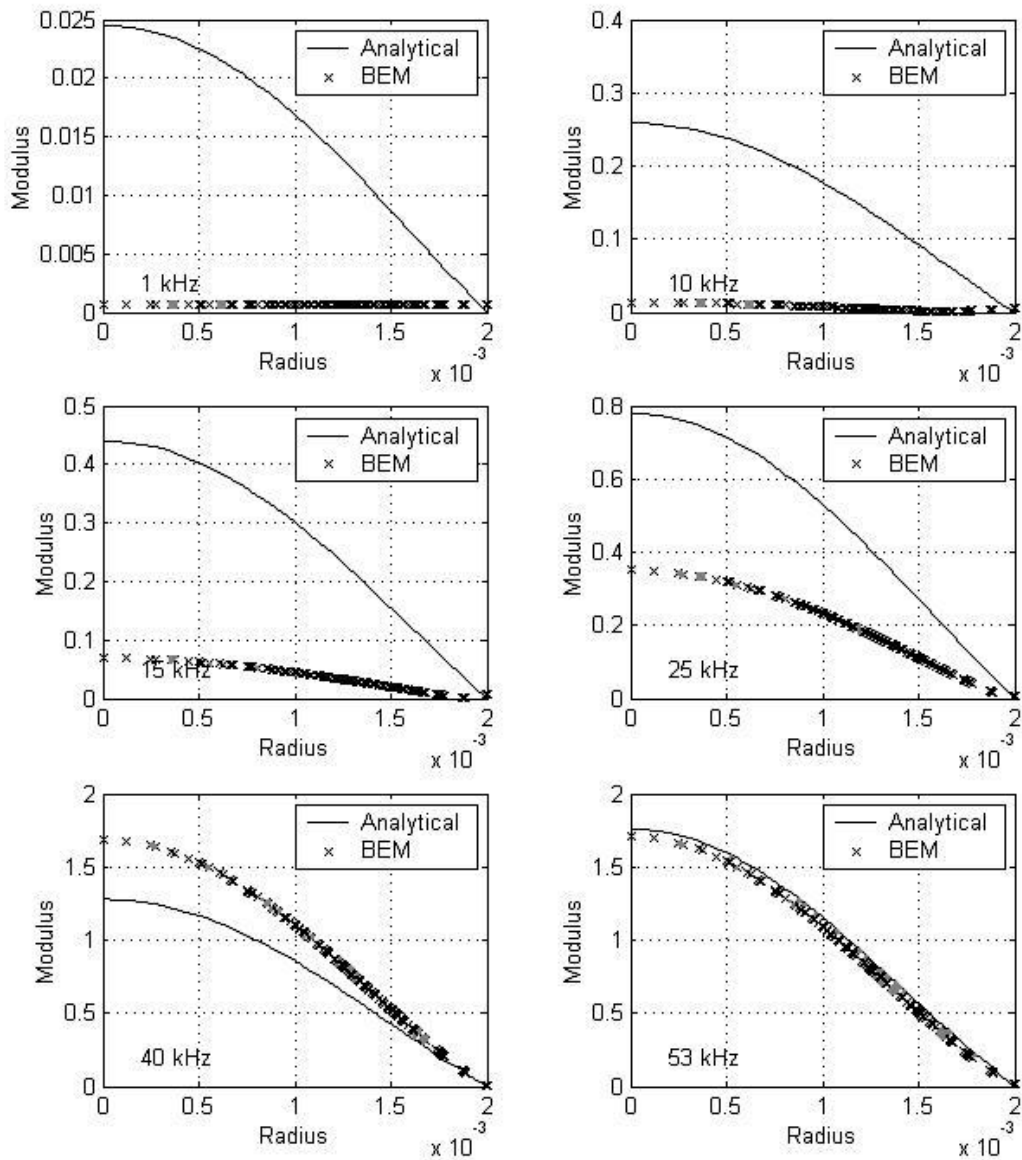 0.025
0.02
0.015
0.01
0.005
0
Modulus
Analytical
BEM
1 kHz
0 0.5 1 1.5 2
Radius
x 10^-3
0.4
0.3
0.2
0.1
0
Modulus
Analytical
BEM
10 kHz
0 0.5 1 1.5 2
Radius
x 10^-3
0.5
0.4
0.3
0.2
0.1
0
Modulus
Analytical
BEM
15 kHz
0 0.5 1 1.5 2
Radius
x 10^-3
0.8
0.6
0.4
0.2
0
Modulus
Analytical
BEM
25 kHz
0 0.5 1 1.5 2
Radius
x 10^-3
2
1.5
1
0.5
0
Modulus
Analytical
BEM
40 kHz
0 0.5 1 1.5 2
Radius
x 10^-3
2
1.5
1
0.5
0
Modulus
Analytical
BEM
53 kHz
0 0.5 1 1.5 2
Radius
x 10^-3